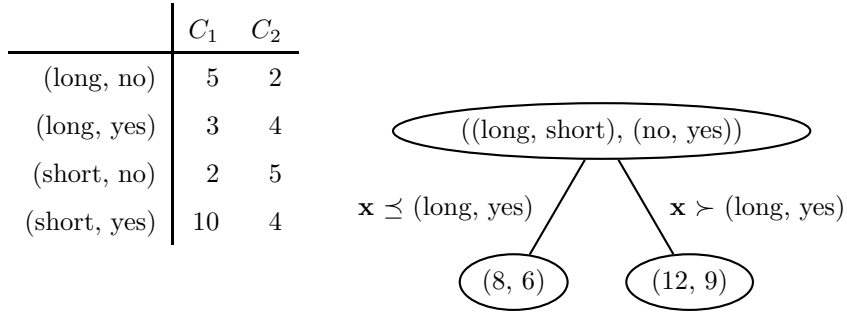 C₁ C₂
(long, no) 5 2
(long, yes) 3 4
(short, no) 2 5
(short, yes) 10 4
((long, short), (no, yes))
x ⪯ (long, yes) x ≻ (long, yes)
(8, 6) (12, 9)